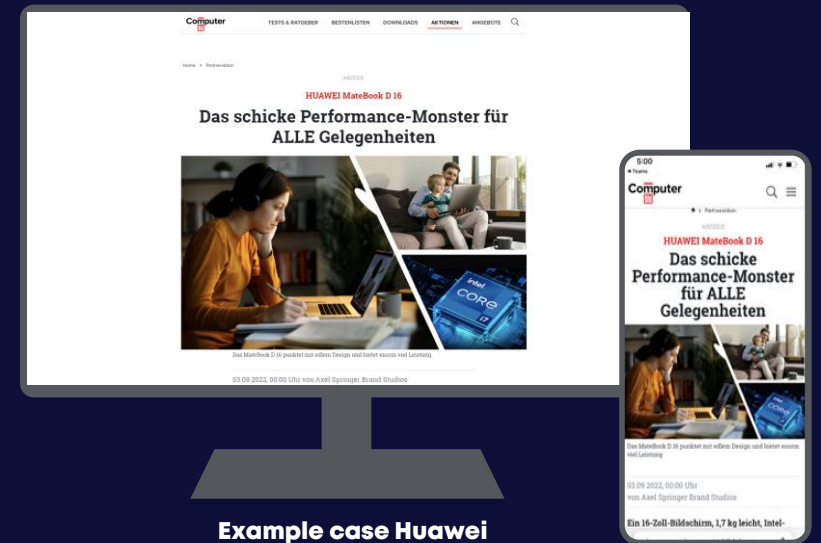 Computer
Bild
TESTS & RATGEBER BESTENLISTEN DOWNLOADS AKTIONEN ANGEBOTE
Home > Partneraktion
ANZEIGE
HUAWEI MateBook D 16
Das schicke Performance-Monster für
ALLE Gelegenheiten
intel
CORE
i7
Das MateBook D 16 punktet mit edlem Design und bietet enorm viel Leistung
03.09.2022, 00:00 Uhr von Axel Springer Brand Studios
5:00
Teams
Computer
Bild
Partneraktion
ANZEIGE
HUAWEI MateBook D 16
Das schicke
Performance-Monster
für ALLE
Gelegenheiten
CORE
Das MateBook D 16 punktet mit edlem Design und bietet enorm
viel Leistung
03.09.2022, 00:00 Uhr
von Axel Springer Brand Studios
Ein 16-Zoll-Bildschirm, 1,7 kg leicht, Intel-
Example case Huawei